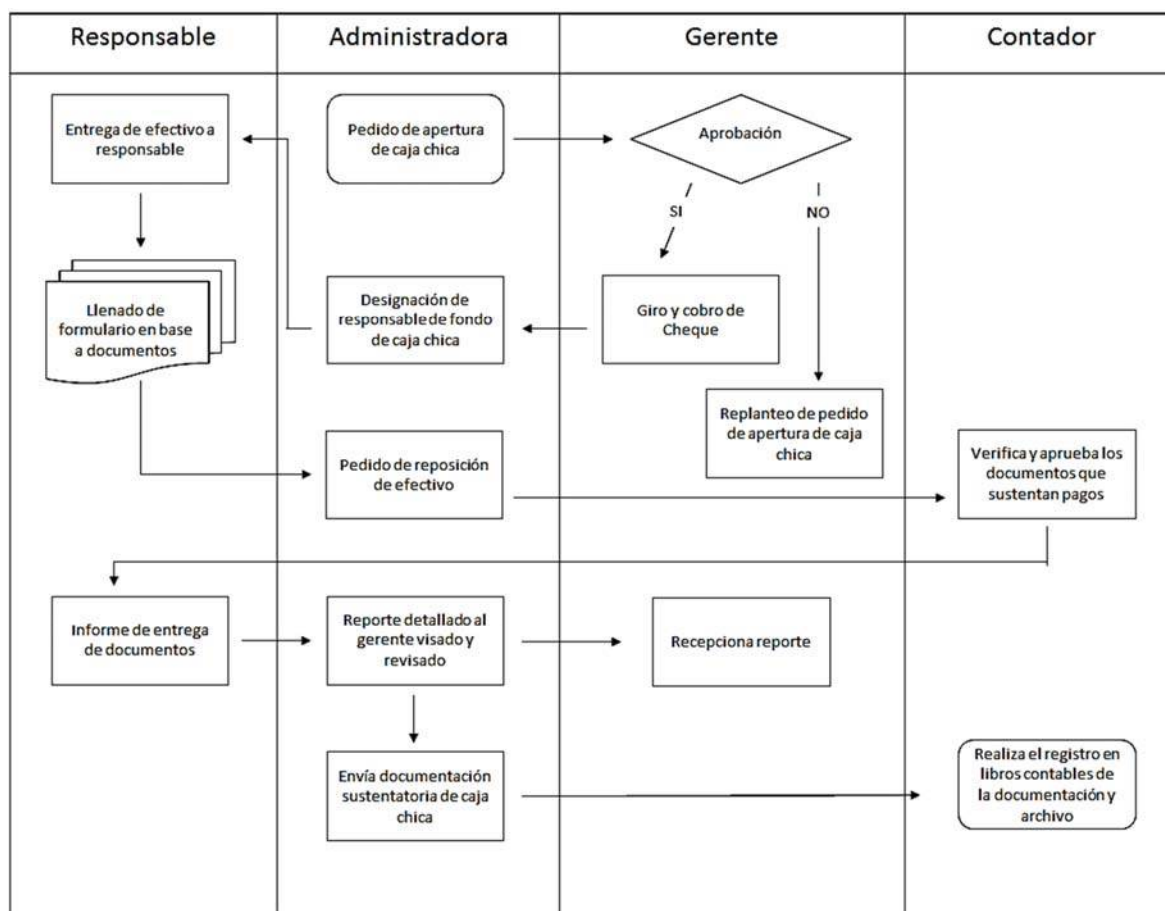 Responsable
Administradora
Gerente
Contador
Entrega de efectivo a
responsable
Pedido de apertura
de caja chica
Aprobación
SI
NO
Llenado de
formulario en base
a documentos
Designación de
responsable de fondo
de caja chica
Giro y cobro de
Cheque
Replanteo de pedido
de apertura de caja
chica
Pedido de reposición
de efectivo
Verifica y aprueba los
documentos que
sustentan pagos
Informe de entrega
de documentos
Reporte detallado al
gerente visado y
revisado
Recepciona reporte
Envía documentación
sustentatoria de caja
chica
Realiza el registro en
libros contables de
la documentación y
archivo